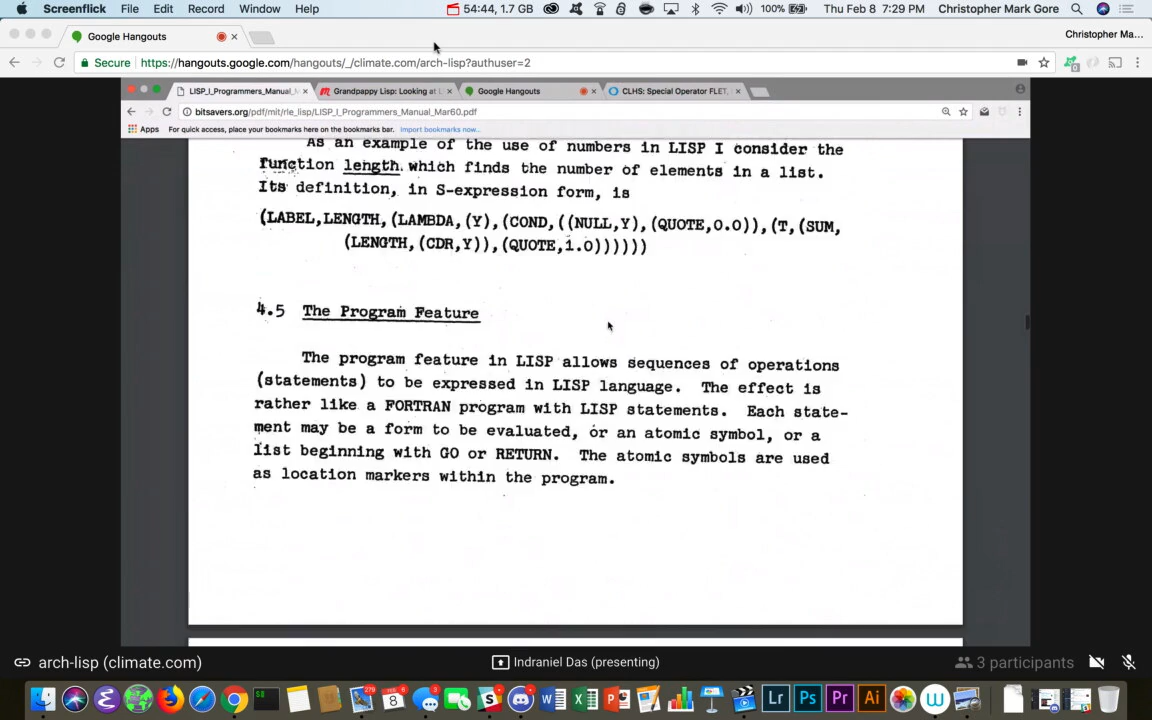 Screenflick File Edit Record Window Help 54:44, 1.7 GB 100% Thu Feb 8 7:29 PM Christopher Mark Gore
Google Hangouts Christopher Ma...
Secure https://hangouts.google.com/hangouts/_/climate.com/arch-lisp?authuser=2
LISP_I_Programmers_Manual_ Grandpappy Lisp: Looking at L Google Hangouts CLHS: Special Operator FLET,
bitsavers.org/pdf/mit/rle_lisp/LISP_I_Programmers_Manual_Mar60.pdf
Apps For quick access, place your bookmarks here on the bookmarks bar. Import bookmarks now...
As an example of the use of numbers in LISP I consider the
function length which finds the number of elements in a list.
Its definition, in S-expression form, is
(LABEL,LENGTH,(LAMBDA,(Y),(COND,((NULL,Y),(QUOTE,0.0)),(T,(SUM,
(LENGTH,(CDR,Y)),(QUOTE,1.0))))))
4.5 The Program Feature
The program feature in LISP allows sequences of operations
(statements) to be expressed in LISP language. The effect is
rather like a FORTRAN program with LISP statements. Each state-
ment may be a form to be evaluated, or an atomic symbol, or a
list beginning with GO or RETURN. The atomic symbols are used
as location markers within the program.
arch-lisp (climate.com) Indraniel Das (presenting) 3 participants
279 8 3 Lr Ps Pr Ai